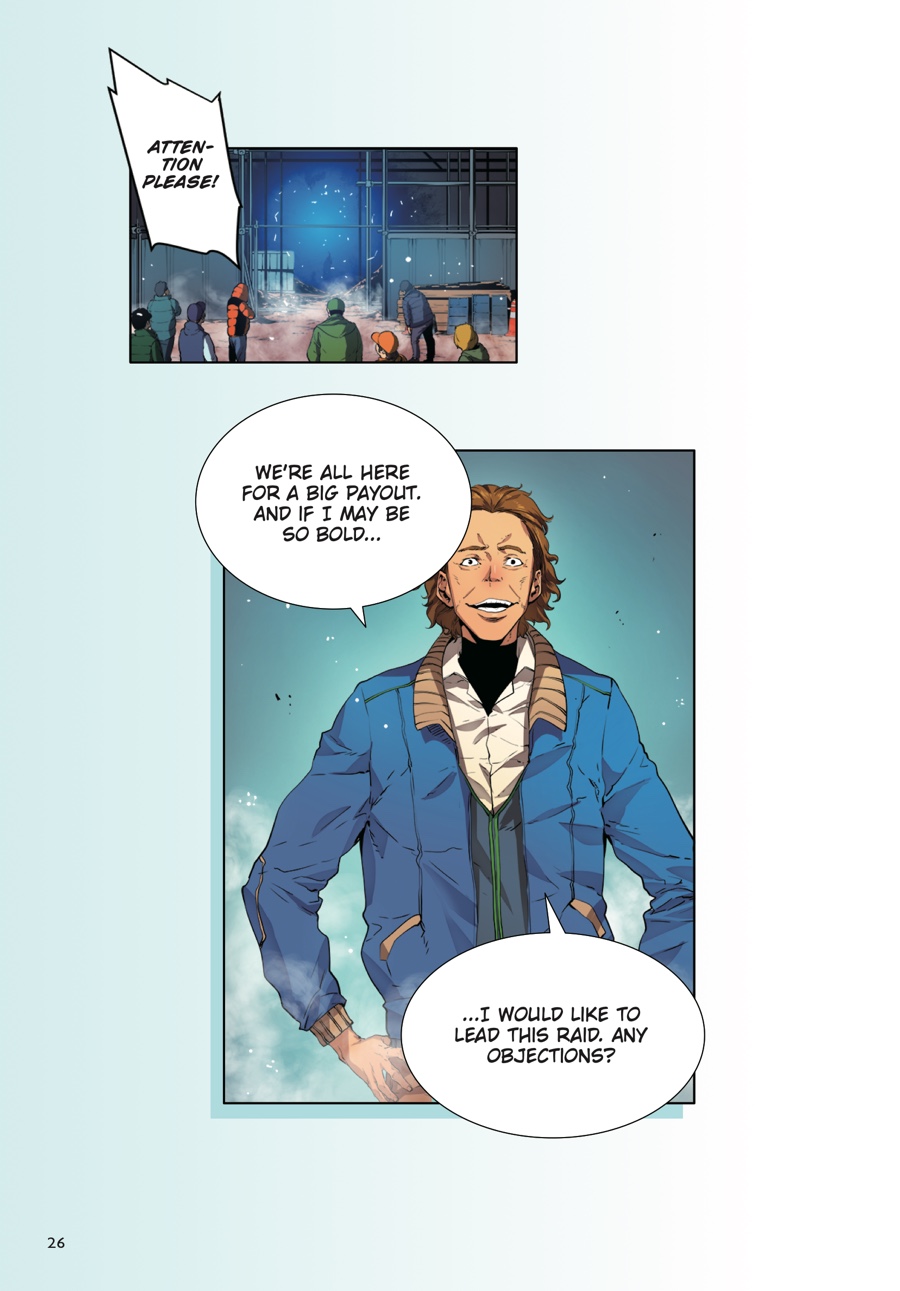 ATTEN-
TION
PLEASE!
WE'RE ALL HERE
FOR A BIG PAYOUT.
AND IF I MAY BE
SO BOLD...
...I WOULD LIKE TO
LEAD THIS RAID. ANY
OBJECTIONS?
26